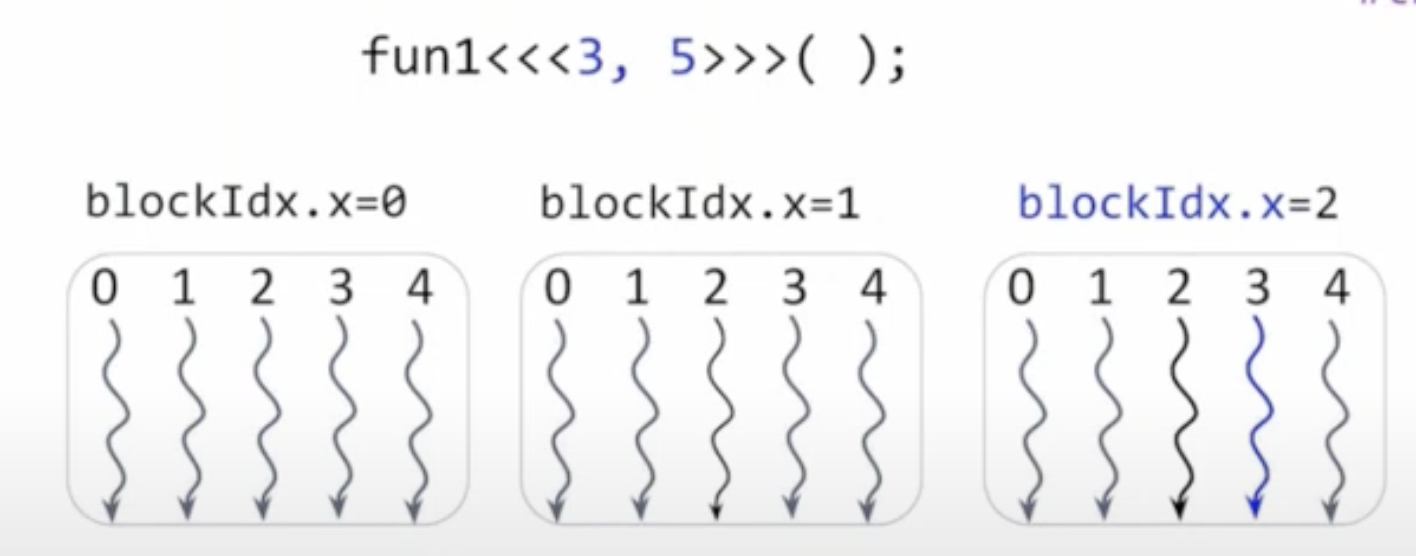 fun1<<<3, 5>>>( );
blockIdx.x=0 blockIdx.x=1 blockIdx.x=2
0 1 2 3 4 0 1 2 3 4 0 1 2 3 4